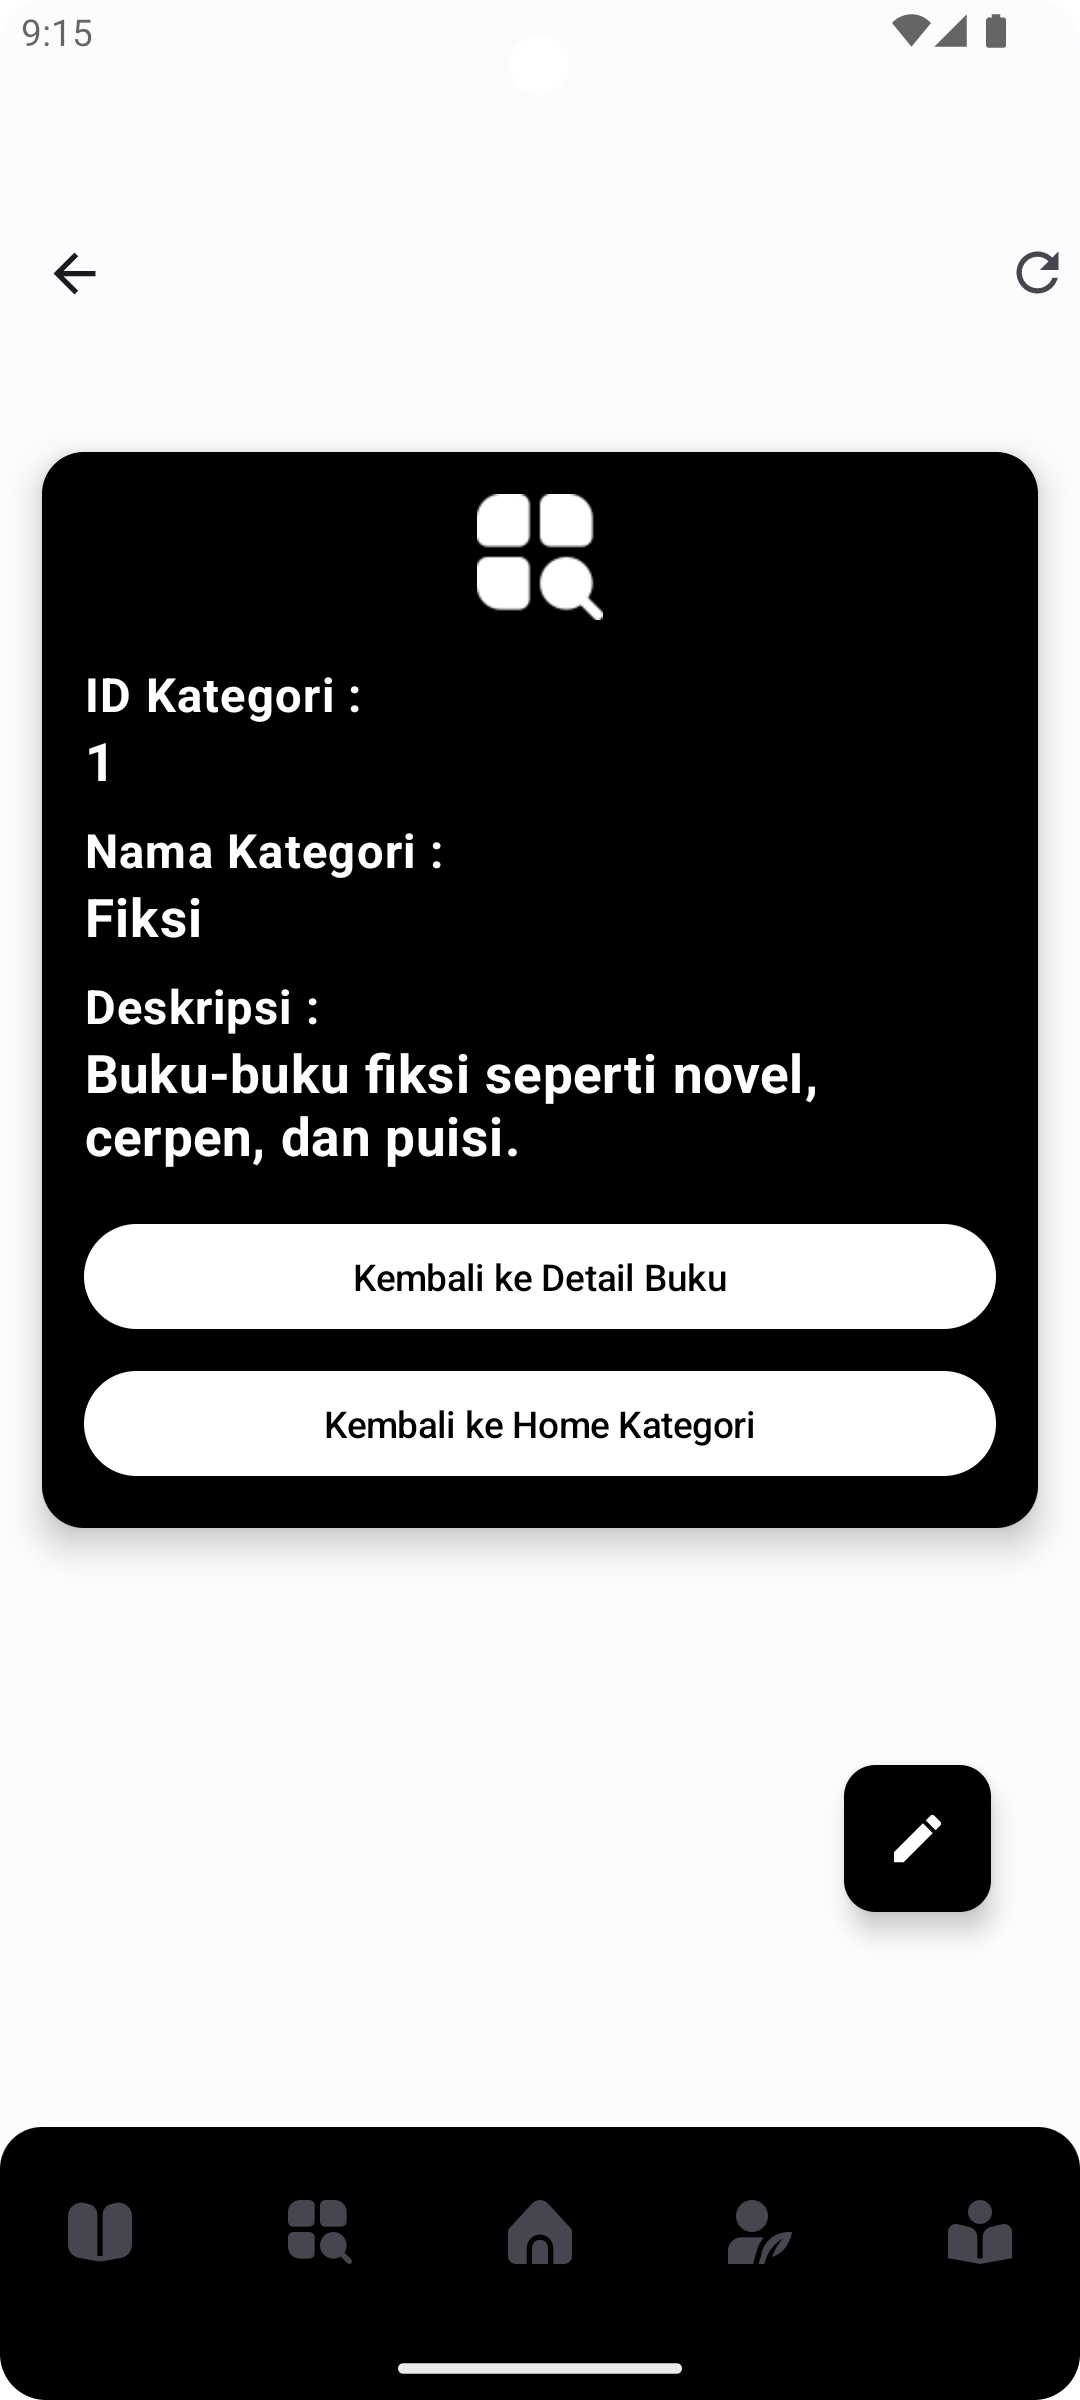 9:15
ID Kategori :
1
Nama Kategori :
Fiksi
Deskripsi :
Buku-buku fiksi seperti novel,
cerpen, dan puisi.
Kembali ke Detail Buku
Kembali ke Home Kategori